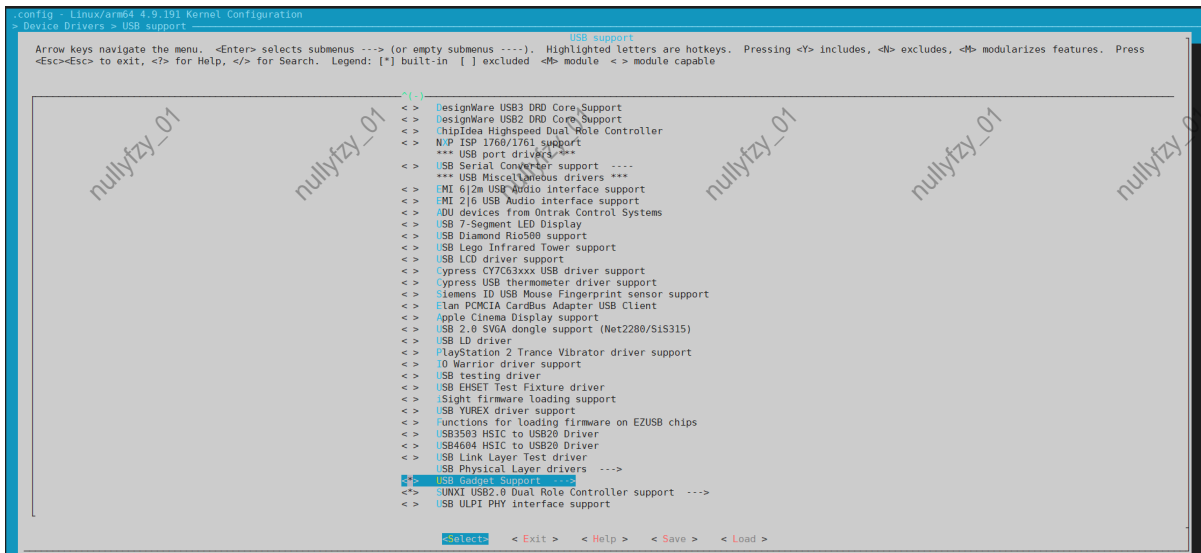 .config - Linux/arm64 4.9.191 Kernel Configuration
> Device Drivers > USB support
USB support
Arrow keys navigate the menu.  <Enter> selects submenus ---> (or empty submenus ----).  Highlighted letters are hotkeys.  Pressing <Y> includes, <N> excludes, <M> modularizes features.  Press
<Esc><Esc> to exit, <?> for Help, </> for Search.  Legend: [*] built-in  [ ] excluded  <M> module  < > module capable
^(-)
< >   DesignWare USB3 DRD Core Support
< >   DesignWare USB2 DRD Core Support
< >   ChipIdea Highspeed Dual Role Controller
< >   NXP ISP 1760/1761 support
*** USB port drivers ***
< >   USB Serial Converter support  ----
*** USB Miscellaneous drivers ***
< >   EMI 6|2m USB Audio interface support
< >   EMI 2|6 USB Audio interface support
< >   ADU devices from Ontrak Control Systems
< >   USB 7-Segment LED Display
< >   USB Diamond Rio500 support
< >   USB Lego Infrared Tower support
< >   USB LCD driver support
< >   Cypress CY7C63xxx USB driver support
< >   Cypress USB thermometer driver support
< >   Siemens ID USB Mouse Fingerprint sensor support
< >   Elan PCMCIA CardBus Adapter USB Client
< >   Apple Cinema Display support
< >   USB 2.0 SVGA dongle support (Net2280/SiS315)
< >   USB LD driver
< >   PlayStation 2 Trance Vibrator driver support
< >   IO Warrior driver support
< >   USB testing driver
< >   USB EHSET Test Fixture driver
< >   iSight firmware loading support
< >   USB YUREX driver support
< >   Functions for loading firmware on EZUSB chips
< >   USB3503 HSIC to USB20 Driver
< >   USB4604 HSIC to USB20 Driver
< >   USB Link Layer Test driver
USB Physical Layer drivers  --->
<*>   USB Gadget Support  --->
<*>   SUNXI USB2.0 Dual Role Controller support  --->
< >   USB ULPI PHY interface support
<Select>    < Exit >    < Help >    < Save >    < Load >
nullyfzy_01
nullyfzy_01
nullyfzy_01
nullyfzy_01
nullyfzy_01
nullyfzy_01